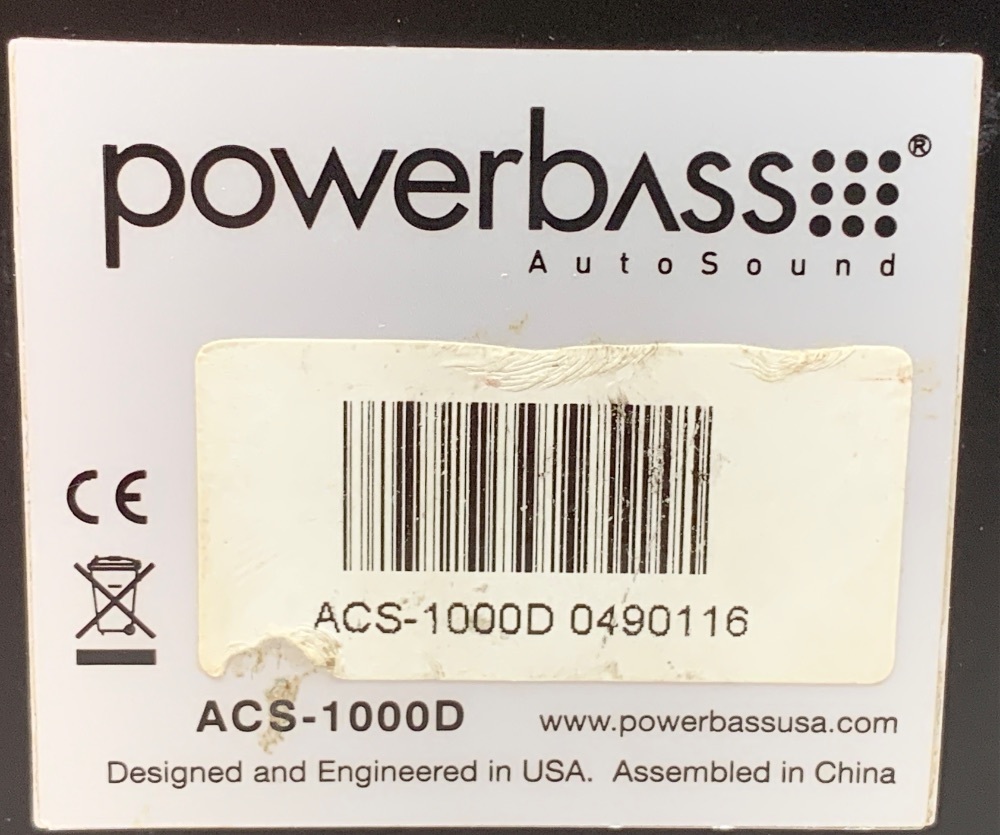 powerbass®
AutoSound
CE
ACS-1000D 0490116
ACS-1000D www.powerbassusa.com
Designed and Engineered in USA. Assembled in China